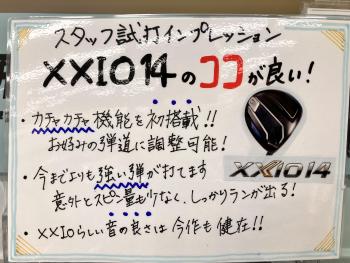 スタッフ試打インプレッション
XXIO14のココが良い!
・カチャカチャ機能を初搭載!!
お好みの弾道に調整可能!
・今までよりも強い弾が打てます
意外とスピン量も少なく、しっかりランが出る!
・XXIOらしい音の良さは今作も健在!!
XXIO14